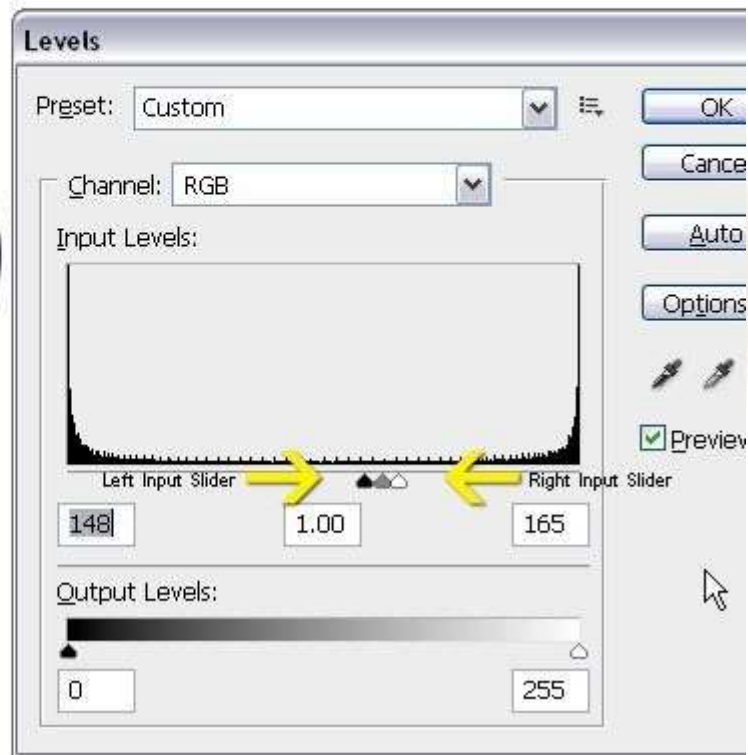 Levels
Preset: Custom
OK
Cance
Channel: RGB
Input Levels:
Auto
Options
Preview
Left Input Slider
Right Input Slider
148 1.00 165
Output Levels:
0 255